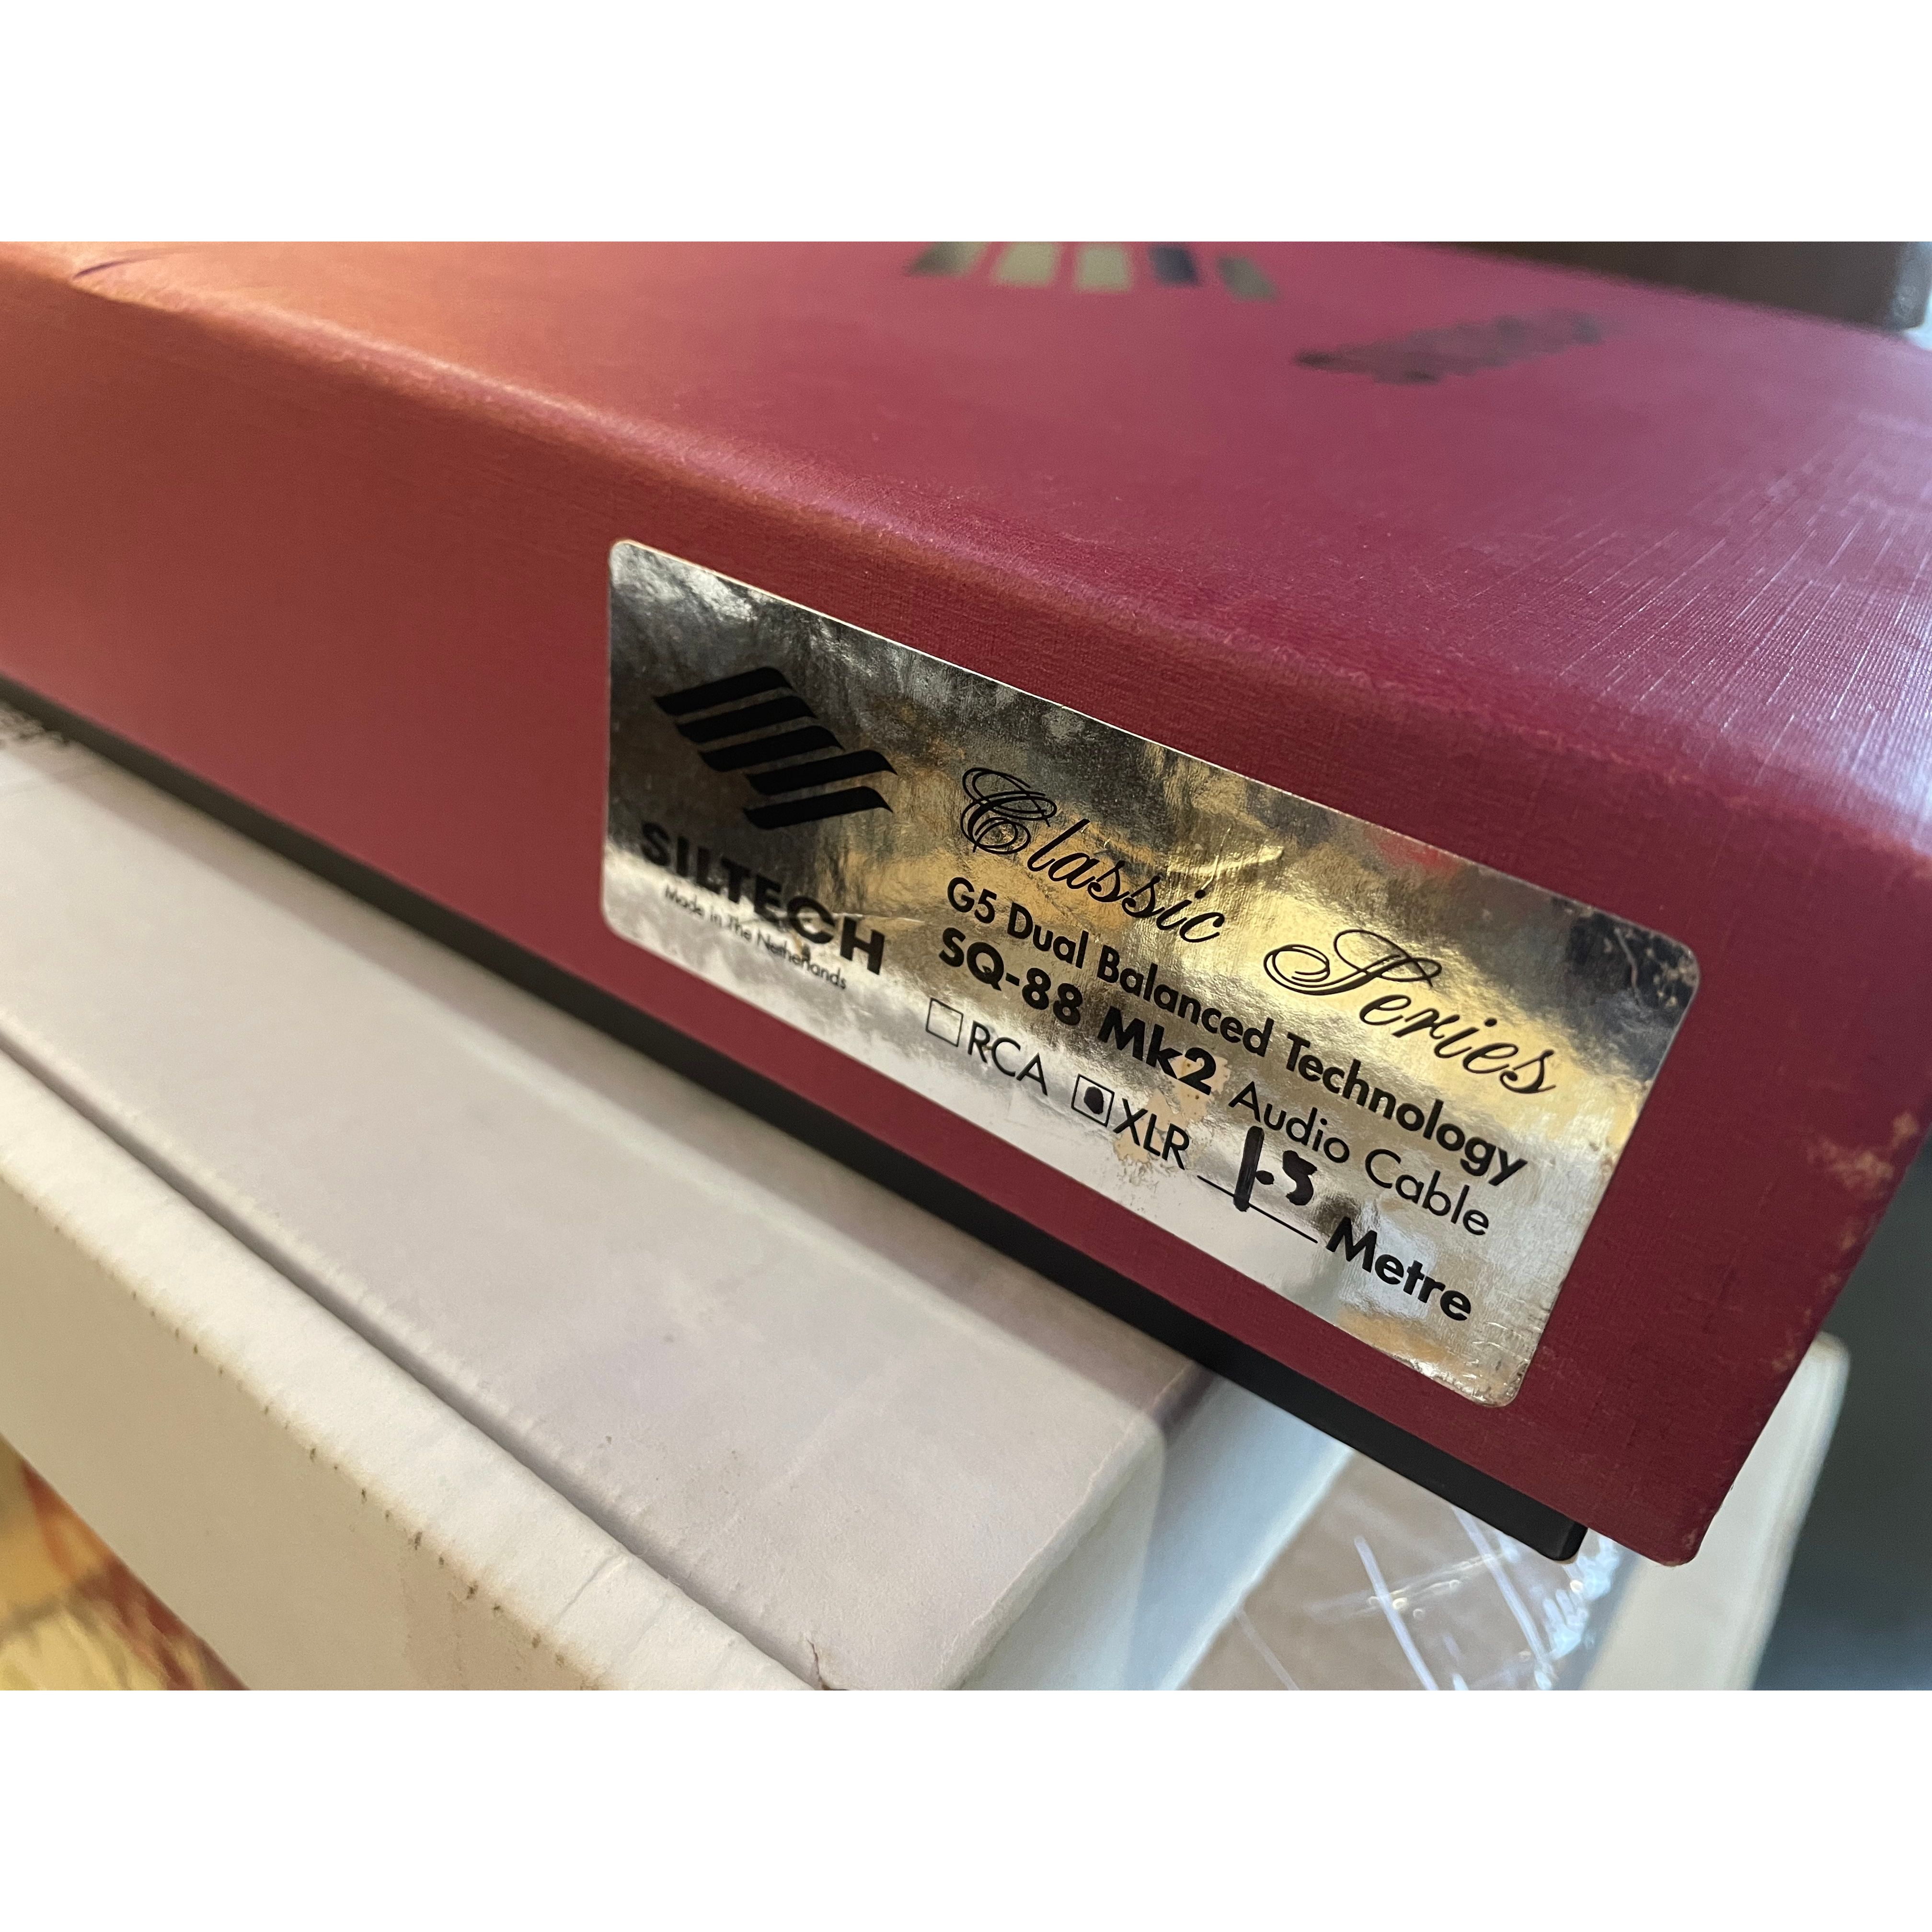 Classic Series
SILTECH
Made in The Netherlands
G5 Dual Balanced Technology
SQ-88 Mk2 Audio Cable
RCA XLR 1.5 Metre